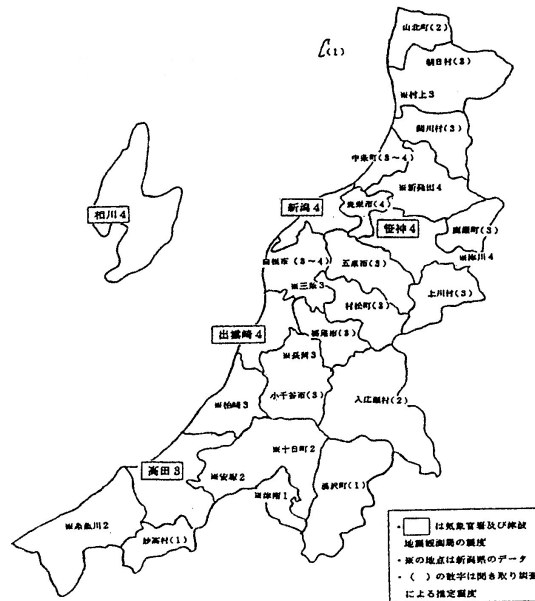 山北町(2)
(1)
朝日村(3)
※村上3
関川村(3)
中条町(3～4)
※新発田4
豊栄市(4)
新潟4
相川4
笹神4
鹿瀬町(3)
※津川4
白根市(3～4)
五泉市(3)
※三条3
上川村(3)
村松町(3)
出雲崎4
栃尾市(3)
※長岡3
小千谷市(3)
入広瀬村(2)
※柏崎3
※十日町2
高田3
※安塚2
※津南1
湯沢町(1)
※糸魚川2
妙高村(1)
・□は気象官署及び津波
地震観測局の震度
・※の地点は新潟県のデータ
・( )の数字は聞き取り調査
による推定震度